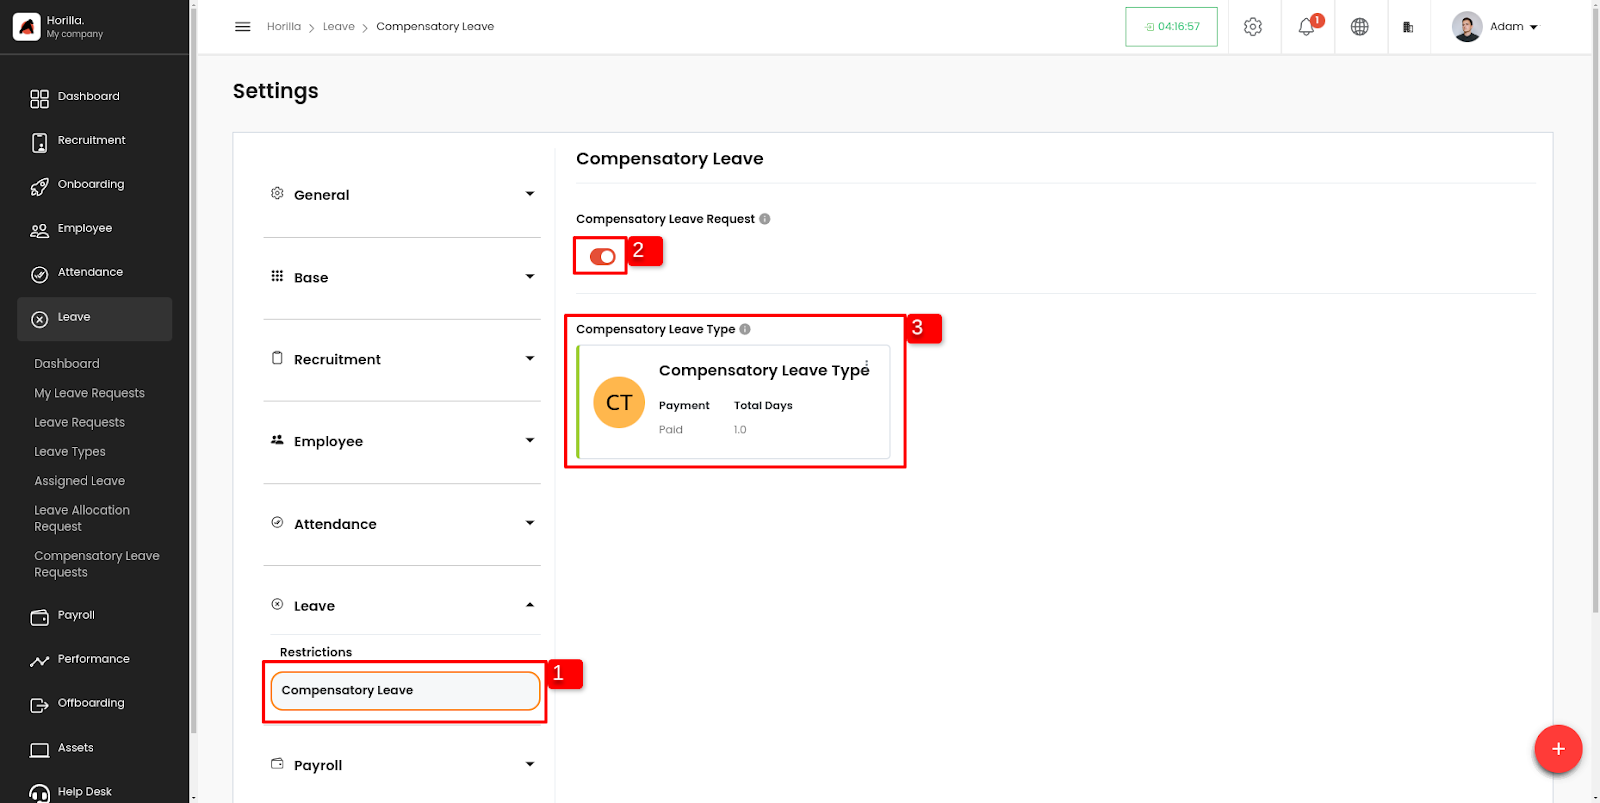 Horilla.
My company
Dashboard
Recruitment
Onboarding
Employee
Attendance
Leave
Dashboard
My Leave Requests
Leave Requests
Leave Types
Assigned Leave
Leave Allocation
Request
Compensatory Leave
Requests
Payroll
Performance
Offboarding
Assets
Help Desk
Horilla > Leave > Compensatory Leave
04:16:57
1
Adam
Settings
General
Base
Recruitment
Employee
Attendance
Leave
Restrictions
Compensatory Leave
1
Payroll
Compensatory Leave
Compensatory Leave Request
2
Compensatory Leave Type
3
CT
Compensatory Leave Type
Payment Total Days
Paid 1.0
+